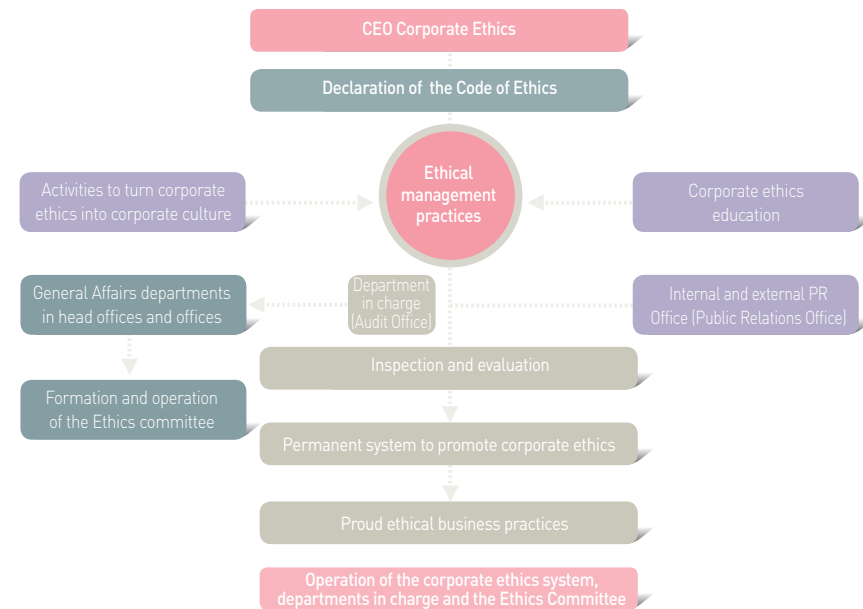 CEO Corporate Ethics
Declaration of the Code of Ethics
Ethical
management
practices
Activities to turn corporate
ethics into corporate culture
Corporate ethics
education
General Affairs departments
in head offices and offices
Department
in charge
(Audit Office)
Internal and external PR
Office (Public Relations Office)
Inspection and evaluation
Formation and operation
of the Ethics committee
Permanent system to promote corporate ethics
Proud ethical business practices
Operation of the corporate ethics system,
departments in charge and the Ethics Committee